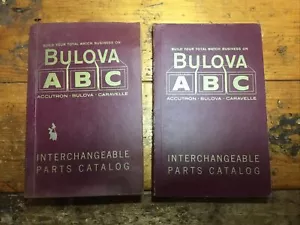 BUILD YOUR TOTAL WATCH BUSINESS ON
BULOVA
A B C
ACCUTRON · BULOVA · CARAVELLE
INTERCHANGEABLE
PARTS CATALOG
BUILD YOUR TOTAL WATCH BUSINESS ON
BULOVA
A B C
ACCUTRON · BULOVA · CARAVELLE
INTERCHANGEABLE
PARTS CATALOG